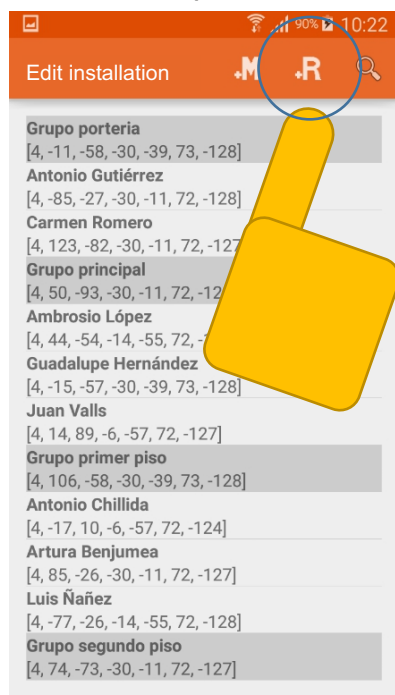 90% 10:22
Edit installation +M +R
Grupo porteria
[4, -11, -58, -30, -39, 73, -128]
Antonio Gutiérrez
[4, -85, -27, -30, -11, 72, -128]
Carmen Romero
[4, 123, -82, -30, -11, 72, -127
Grupo principal
[4, 50, -93, -30, -11, 72, -12
Ambrosio López
[4, 44, -54, -14, -55, 72,
Guadalupe Hernández
[4, -15, -57, -30, -39, 73, -128]
Juan Valls
[4, 14, 89, -6, -57, 72, -127]
Grupo primer piso
[4, 106, -58, -30, -39, 73, -128]
Antonio Chillida
[4, -17, 10, -6, -57, 72, -124]
Artura Benjumea
[4, 85, -26, -30, -11, 72, -127]
Luis Ñañez
[4, -77, -26, -14, -55, 72, -128]
Grupo segundo piso
[4, 74, -73, -30, -11, 72, -127]